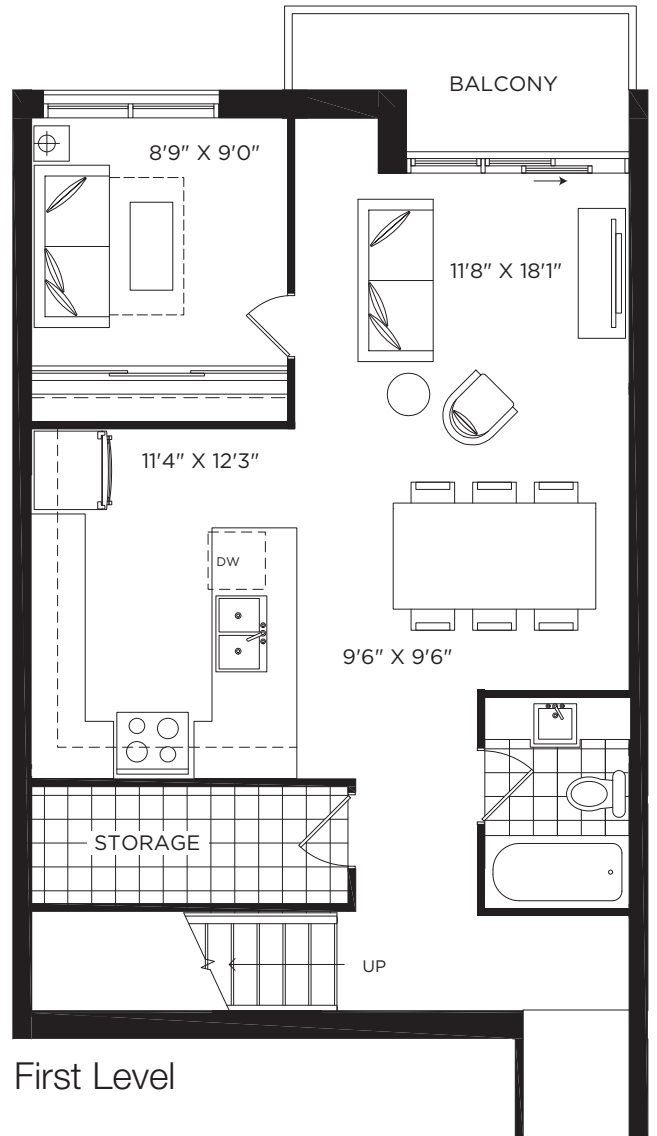 BALCONY
8'9" X 9'0"
11'8" X 18'1"
11'4" X 12'3"
DW
9'6" X 9'6"
STORAGE
UP
First Level